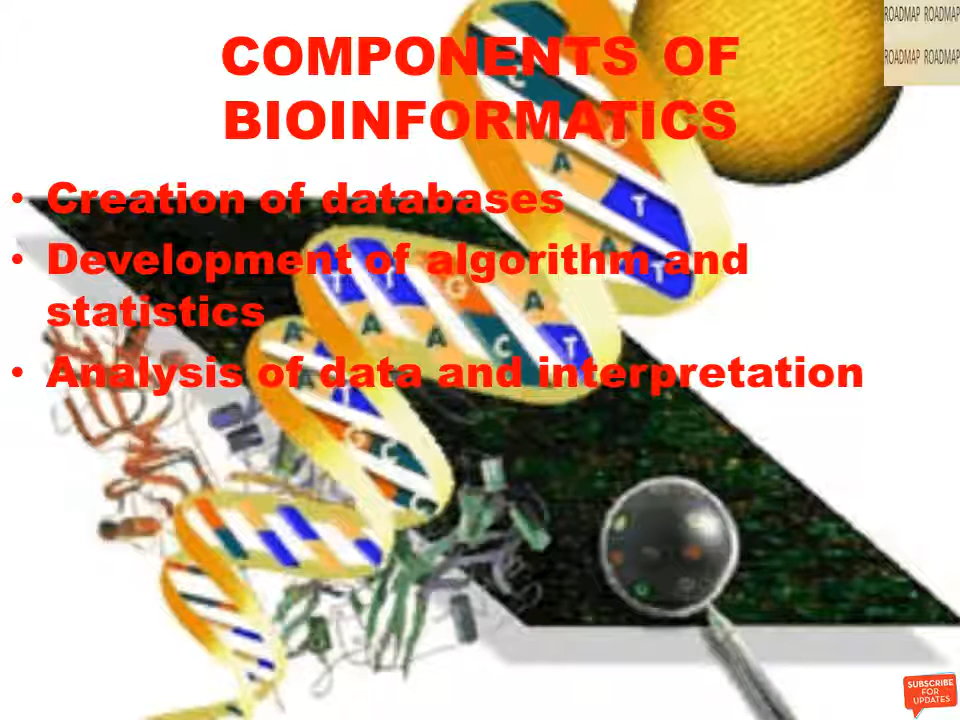 COMPONENTS OF
BIOINFORMATICS
• Creation of databases
• Development of algorithm and
statistics
• Analysis of data and interpretation
ROADMAP ROADMAP
ROADMAP ROADMAP
C
G
A
T
A
T
T
T
G
A
A
A
C
T
A
A
C
G
SUBSCRIBE
FOR
UPDATES